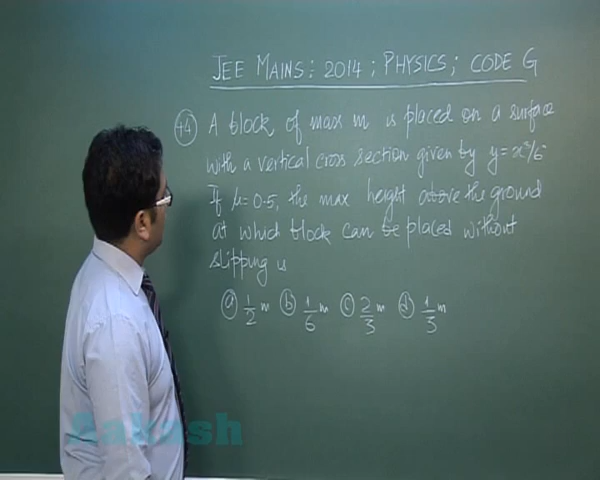 JEE MAINS: 2014; PHYSICS; CODE G
44 A block of mass m is placed on a surface
with a vertical cross section given by y = x³/6
If μ = 0.5, the max height above the ground
at which block can be placed without
slipping is
(a) 1/2 m (b) 1/6 m (c) 2/3 m (d) 1/3 m
Aakash